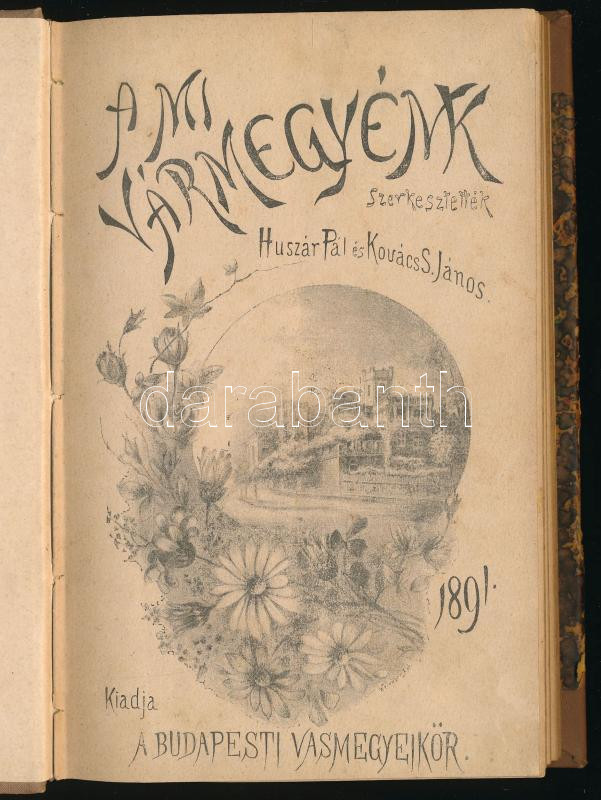 A MI
VÁRMEGYÉNK
Szerkesztették
Huszár Pál és Kovács S. János.
darabanth
1891.
Kiadja
A BUDAPESTI VASMEGYEIKÖR.